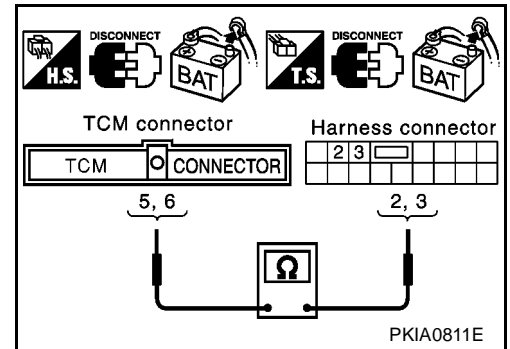 DISCONNECT DISCONNECT
H.S. BAT T.S. BAT
TCM connector Harness connector
TCM CONNECTOR 2 3
5, 6 2, 3
Ω
PKIA0811E